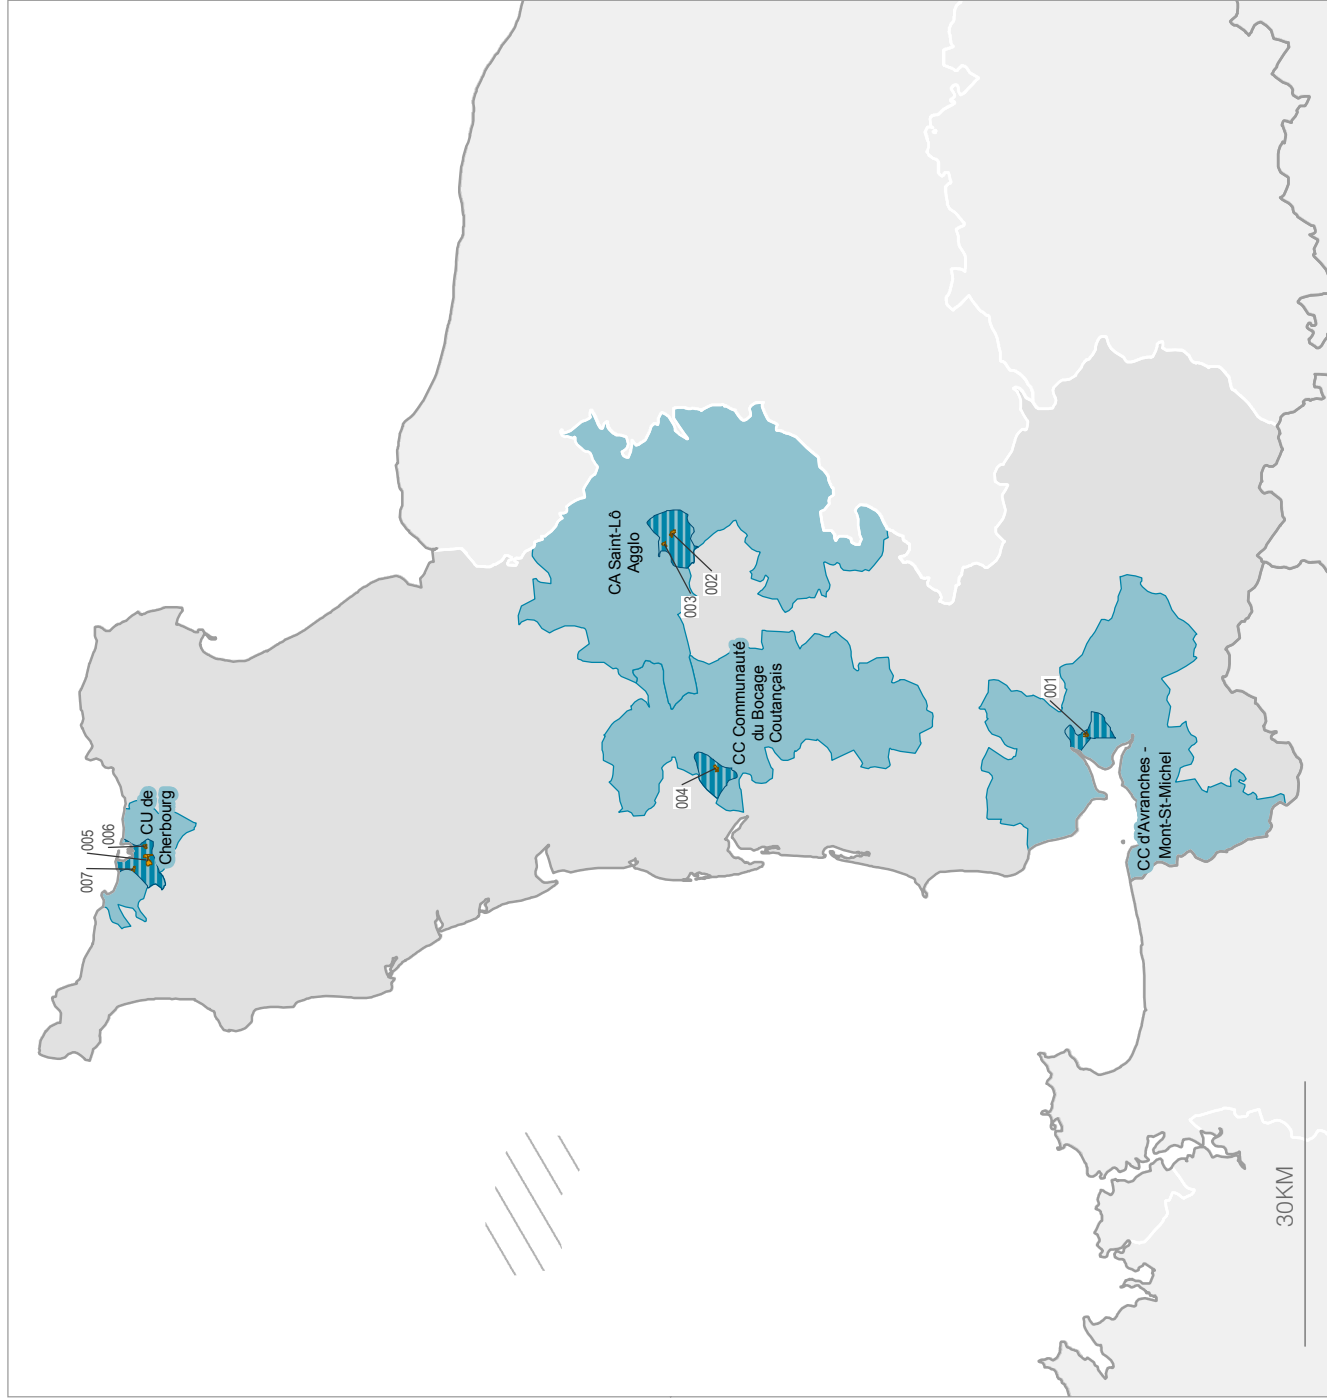 007
005
006
CU de
Cherbourg
CA Saint-Lô
Agglo
003
002
004
CC Communauté
du Bocage
Coutançais
001
CC d'Avranches -
Mont-St-Michel
30KM